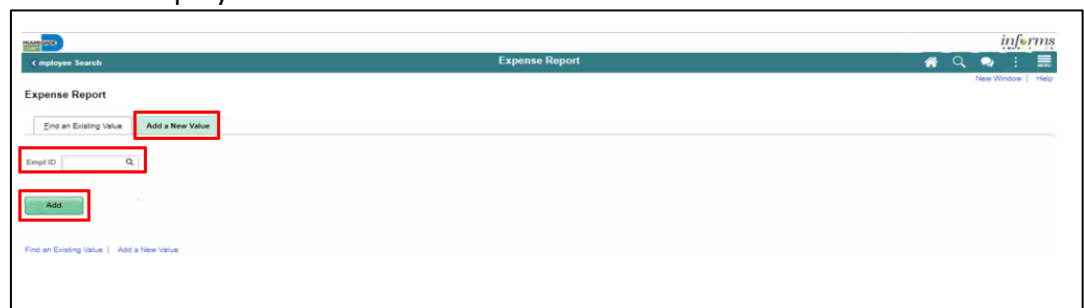 informs
mployee Search
Expense Report
New Window | Help
Expense Report
Find an Existing Value
Add a New Value
Empl ID
Add
Find an Existing Value | Add a New Value